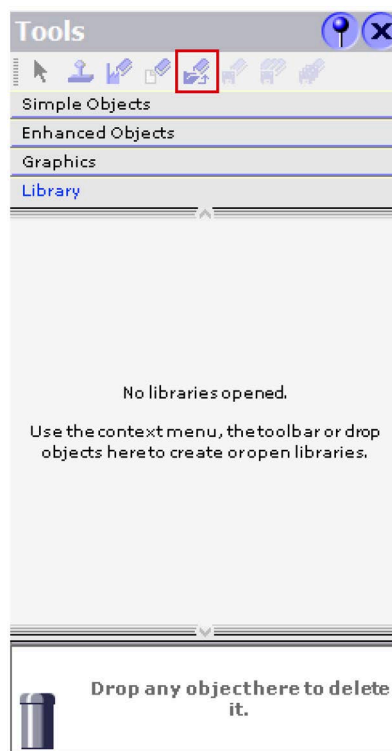 Tools
Simple Objects
Enhanced Objects
Graphics
Library
No libraries opened.
Use the context menu, the toolbar or drop
objects here to create or open libraries.
Drop any object here to delete
it.